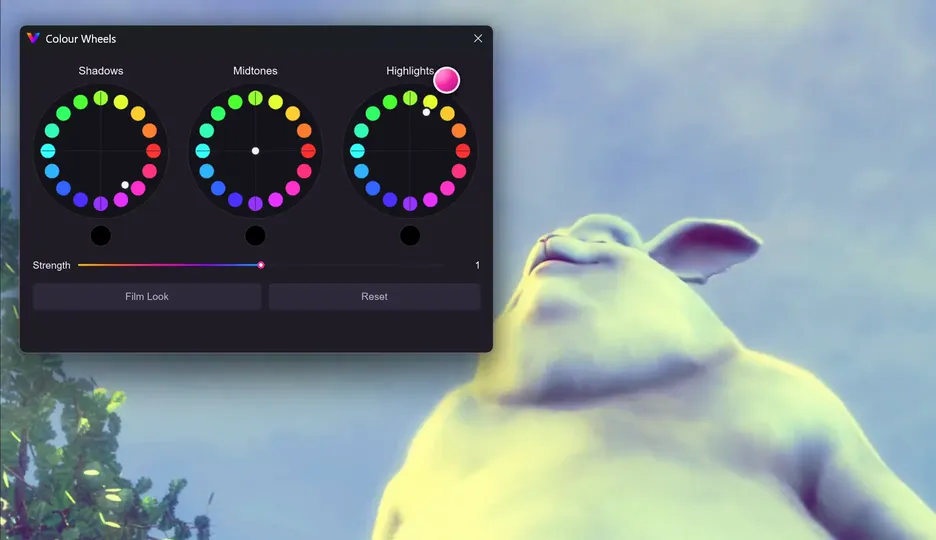 Colour Wheels
Shadows
Midtones
Highlights
Strength
1
Film Look
Reset